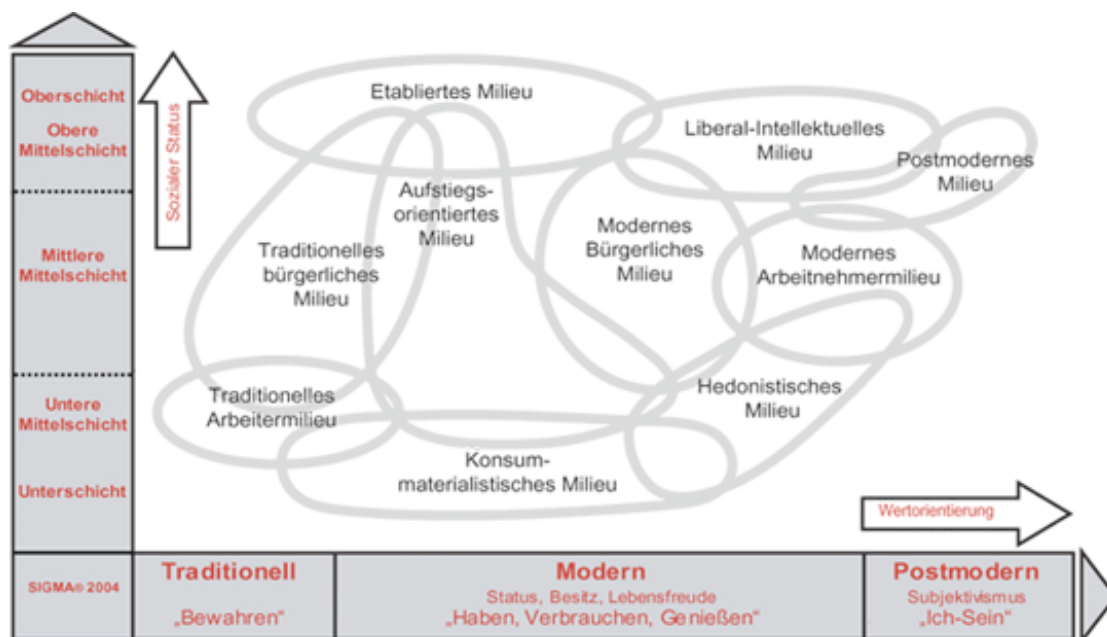 Oberschicht
Obere
Mittelschicht
Mittlere
Mittelschicht
Untere
Mittelschicht
Unterschicht
Sozialer Status
Etabliertes Milieu
Liberal-Intellektuelles
Milieu
Postmodernes
Milieu
Aufstiegs-
orientiertes
Milieu
Traditionelles
bürgerliches
Milieu
Modernes
Bürgerliches
Milieu
Modernes
Arbeitnehmermilieu
Traditionelles
Arbeitermilieu
Hedonistisches
Milieu
Konsum-
materialistisches Milieu
Wertorientierung
SIGMA® 2004
Traditionell
„Bewahren“
Modern
Status, Besitz, Lebensfreude
„Haben, Verbrauchen, Genießen“
Postmodern
Subjektivismus
„Ich-Sein“